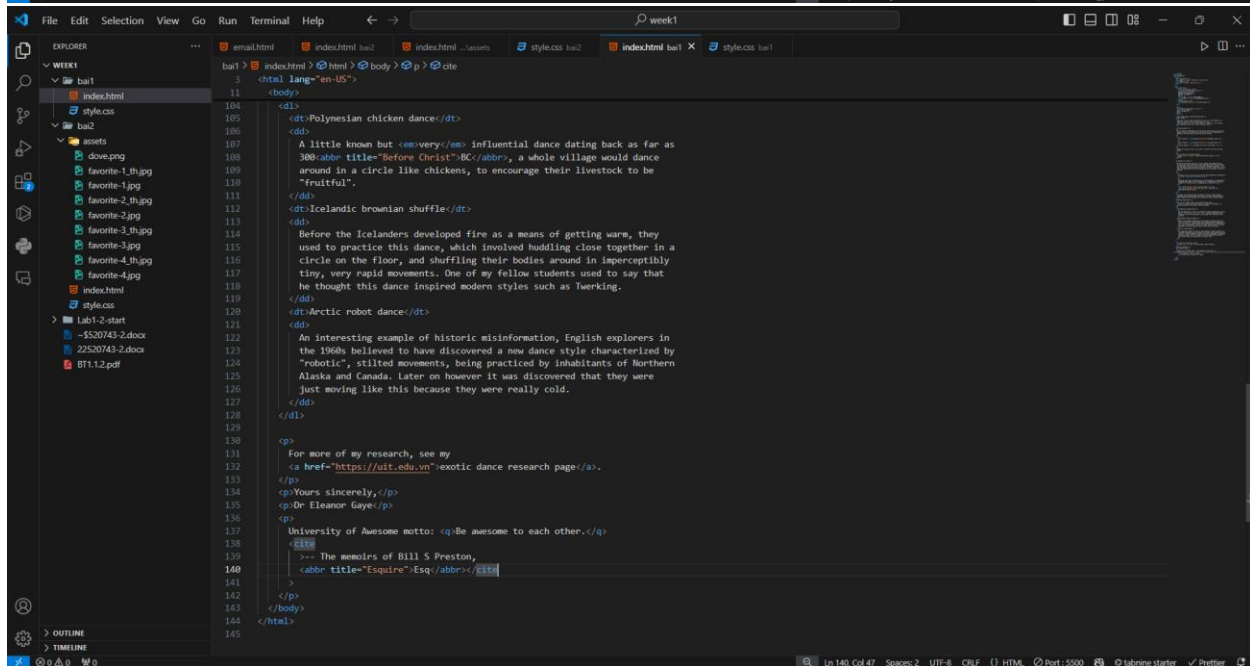 File Edit Selection View Go Run Terminal Help
week1
EXPLORER
WEEK1
bai1
index.html
style.css
bai2
assets
dove.png
favorite-1_th.jpg
favorite-1.jpg
favorite-2_th.jpg
favorite-2.jpg
favorite-3_th.jpg
favorite-3.jpg
favorite-4_th.jpg
favorite-4.jpg
index.html
style.css
Lab1-2-start
~$520743-2.docx
22520743-2.docx
BT1.1.2.pdf
OUTLINE
TIMELINE
2
email.html index.html bai2 index.html ...\assets style.css bai2 index.html bai1 style.css bai1
bai1 > index.html > html > body > p > cite
3 <html lang="en-US">
11 <body>
104 <dl>
105 <dt>Polynesian chicken dance</dt>
106 <dd>
107 A little known but <em>very</em> influential dance dating back as far as
108 300<abbr title="Before Christ">BC</abbr>, a whole village would dance
109 around in a circle like chickens, to encourage their livestock to be
110 "fruitful".
111 </dd>
112 <dt>Icelandic brownian shuffle</dt>
113 <dd>
114 Before the Icelanders developed fire as a means of getting warm, they
115 used to practice this dance, which involved huddling close together in a
116 circle on the floor, and shuffling their bodies around in imperceptibly
117 tiny, very rapid movements. One of my fellow students used to say that
118 he thought this dance inspired modern styles such as Twerking.
119 </dd>
120 <dt>Arctic robot dance</dt>
121 <dd>
122 An interesting example of historic misinformation, English explorers in
123 the 1960s believed to have discovered a new dance style characterized by
124 "robotic", stilted movements, being practiced by inhabitants of Northern
125 Alaska and Canada. Later on however it was discovered that they were
126 just moving like this because they were really cold.
127 </dd>
128 </dl>
129
130 <p>
131 For more of my research, see my
132 <a href="https://uit.edu.vn">exotic dance research page</a>.
133 </p>
134 <p>Yours sincerely,</p>
135 <p>Dr Eleanor Gaye</p>
136 <p>
137 University of Awesome motto: <q>Be awesome to each other.</q>
138 <cite
139 >-- The memoirs of Bill S Preston,
140 <abbr title="Esquire">Esq</abbr></cite
141 >
142 </p>
143 </body>
144 </html>
145
0 0 0 Ln 140, Col 47 Spaces: 2 UTF-8 CRLF {} HTML Port : 5500 tabnine starter Prettier